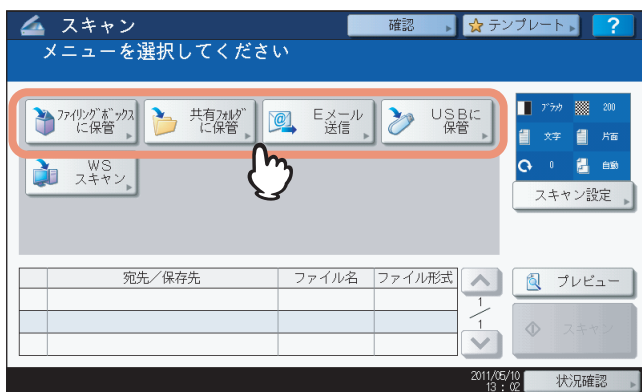 スキャン
確認
テンプレート
?
メニューを選択してください
ファイリングボックス
に保管
共有フォルダ
に保管
Eメール
送信
USBに
保管
WS
スキャン
ブラック
200
文字
片面
0
自動
スキャン設定
宛先/保存先
ファイル名
ファイル形式
1
1
プレビュー
スキャン
2011/05/10
13:02
状況確認